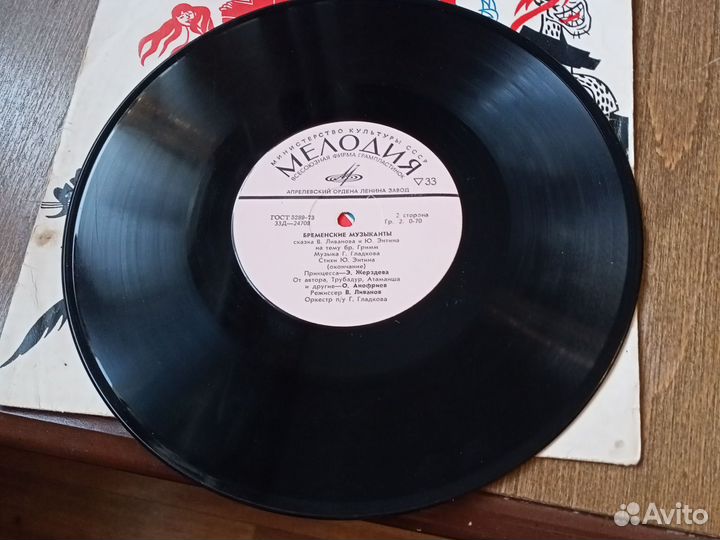 МИНИСТЕРСТВО КУЛЬТУРЫ СССР
МЕЛОДИЯ
ВСЕСОЮЗНАЯ ФИРМА ГРАМПЛАСТИНОК
▽33
АПРЕЛЕВСКИЙ ОРДЕНА ЛЕНИНА ЗАВОД
ГОСТ 5289-73 2 сторона
33Д—24703 Гр. 2. 0-70
БРЕМЕНСКИЕ МУЗЫКАНТЫ
сказка В. Ливанова и Ю. Энтина
на тему бр. Гримм
Музыка Г. Гладкова
Стихи Ю. Энтина
(окончание)
Принцесса—Э. Жерздева
От автора, Трубадур, Атаманша
и другие—О. Анофриев
Режиссер В. Ливанов
Оркестр п/у Г. Гладкова
Avito